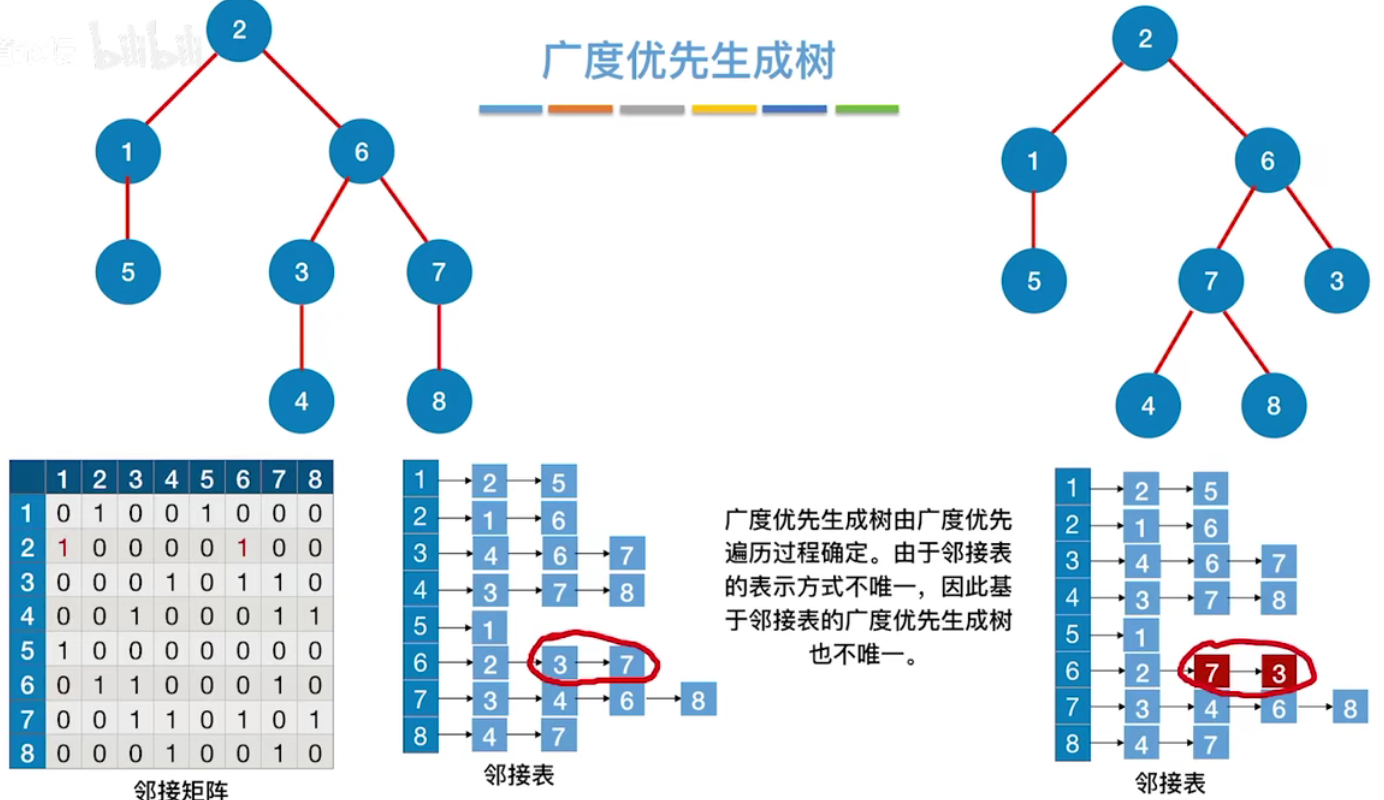 bilibili
广度优先生成树
2
1 6
5 3 7
4 8
2
1 6
5 7 3
4 8
1 2 3 4 5 6 7 8
1 0 1 0 0 1 0 0 0
2 1 0 0 0 0 1 0 0
3 0 0 0 1 0 1 1 0
4 0 0 1 0 0 0 1 1
5 1 0 0 0 0 0 0 0
6 0 1 1 0 0 0 1 0
7 0 0 1 1 0 1 0 1
8 0 0 0 1 0 0 1 0
邻接矩阵
1 2 5
2 1 6
3 4 6 7
4 3 7 8
5 1
6 2 3 7
7 3 4 6 8
8 4 7
邻接表
广度优先生成树由广度优先
遍历过程确定。由于邻接表
的表示方式不唯一，因此基
于邻接表的广度优先生成树
也不唯一。
1 2 5
2 1 6
3 4 6 7
4 3 7 8
5 1
6 2 7 3
7 3 4 6 8
8 4 7
邻接表